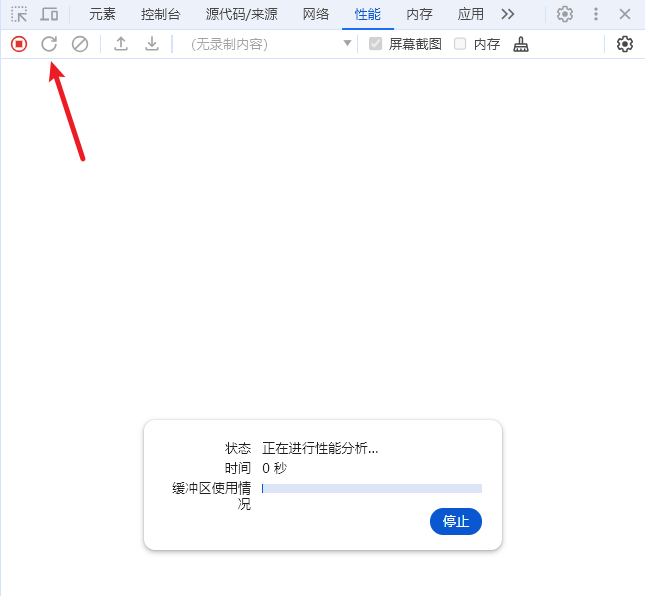 元素 控制台 源代码/来源 网络 性能 内存 应用
(无录制内容) 屏幕截图 内存
状态 正在进行性能分析...
时间 0 秒
缓冲区使用情
况
停止